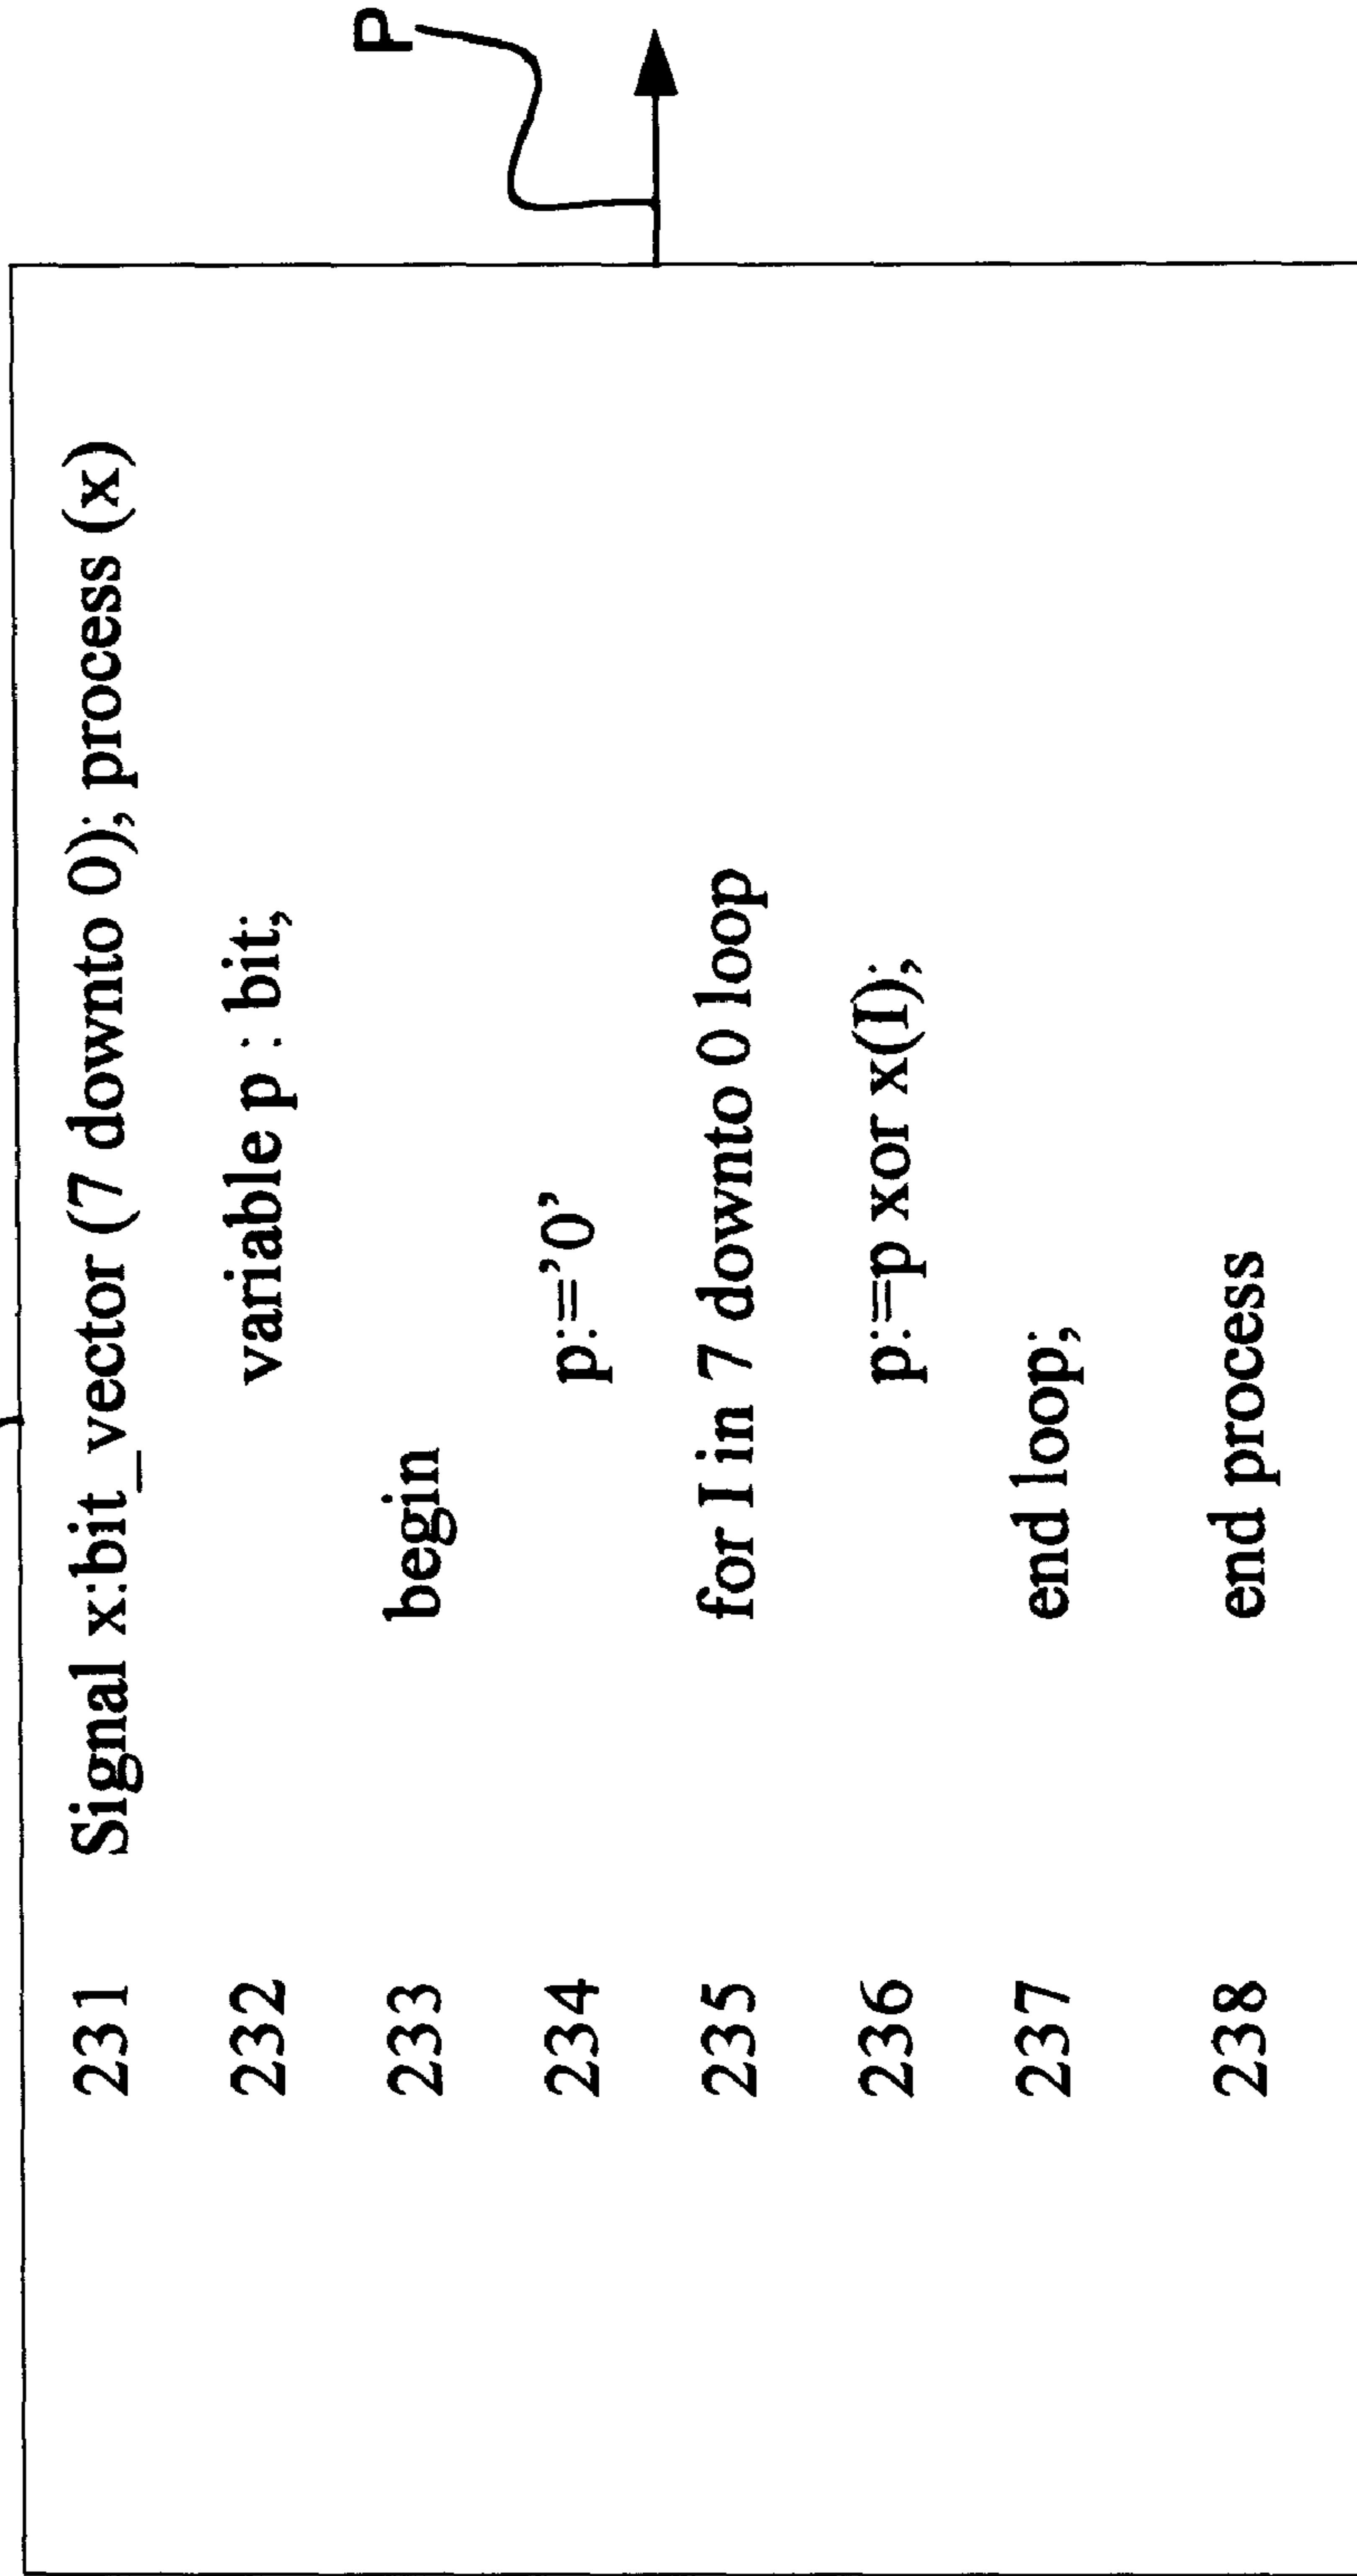 231 Signal x:bit_vector (7 downto 0); process (x)
232 variable p : bit;
233 begin
234 p:='0'
235 for I in 7 downto 0 loop
236 p:=p xor x(I);
237 end loop;
238 end process
P